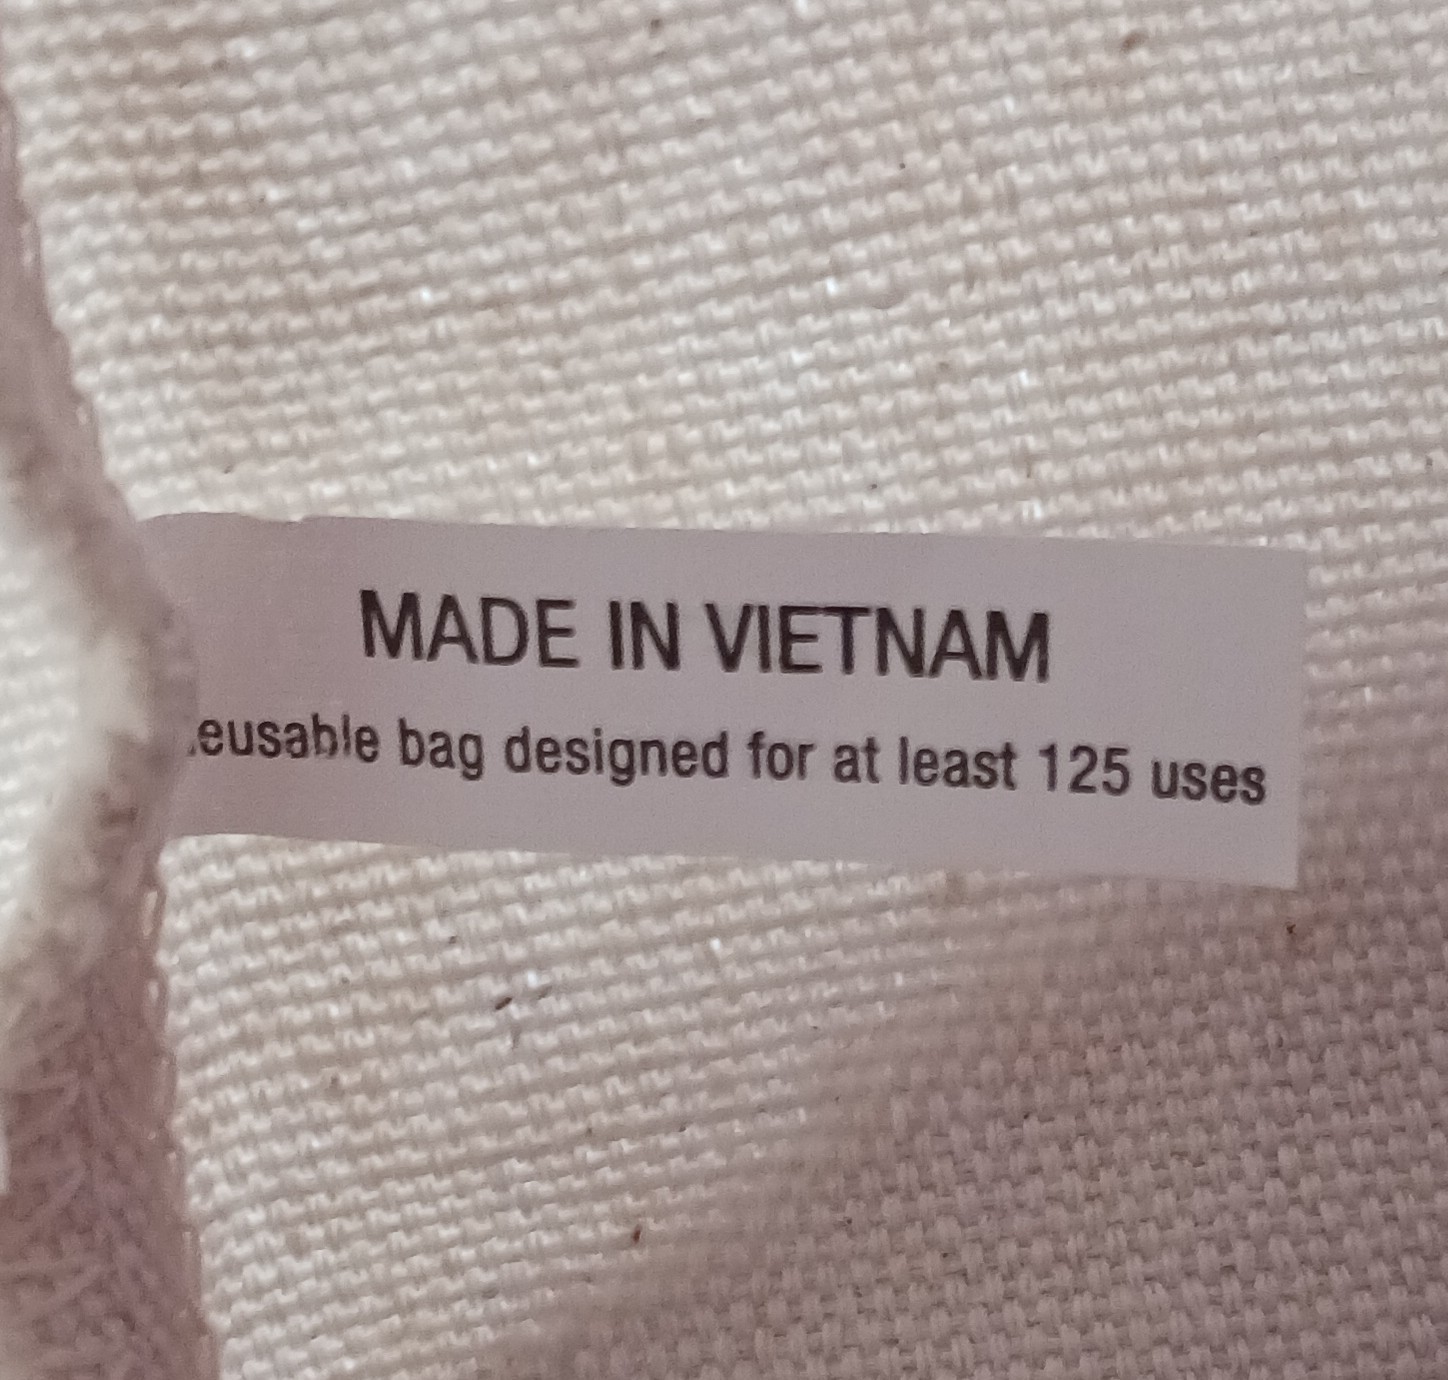 MADE IN VIETNAM
eusable bag designed for at least 125 uses